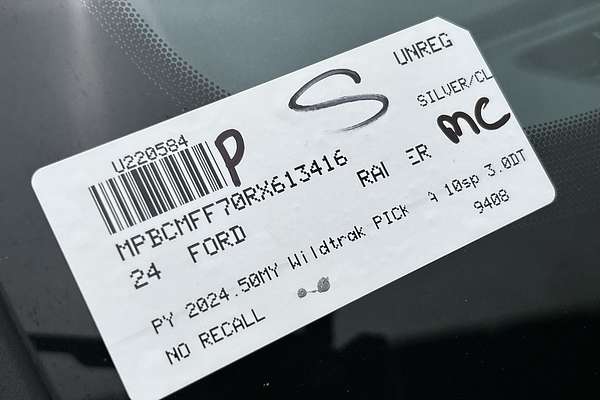 UNREG
S
SILVER/CL
U220584
P
MC
MPBCMFF70RX613416
24 FORD
PY 2024.50MY Wildtrak PICK A 10sp 3.0DT
9408
NO RECALL